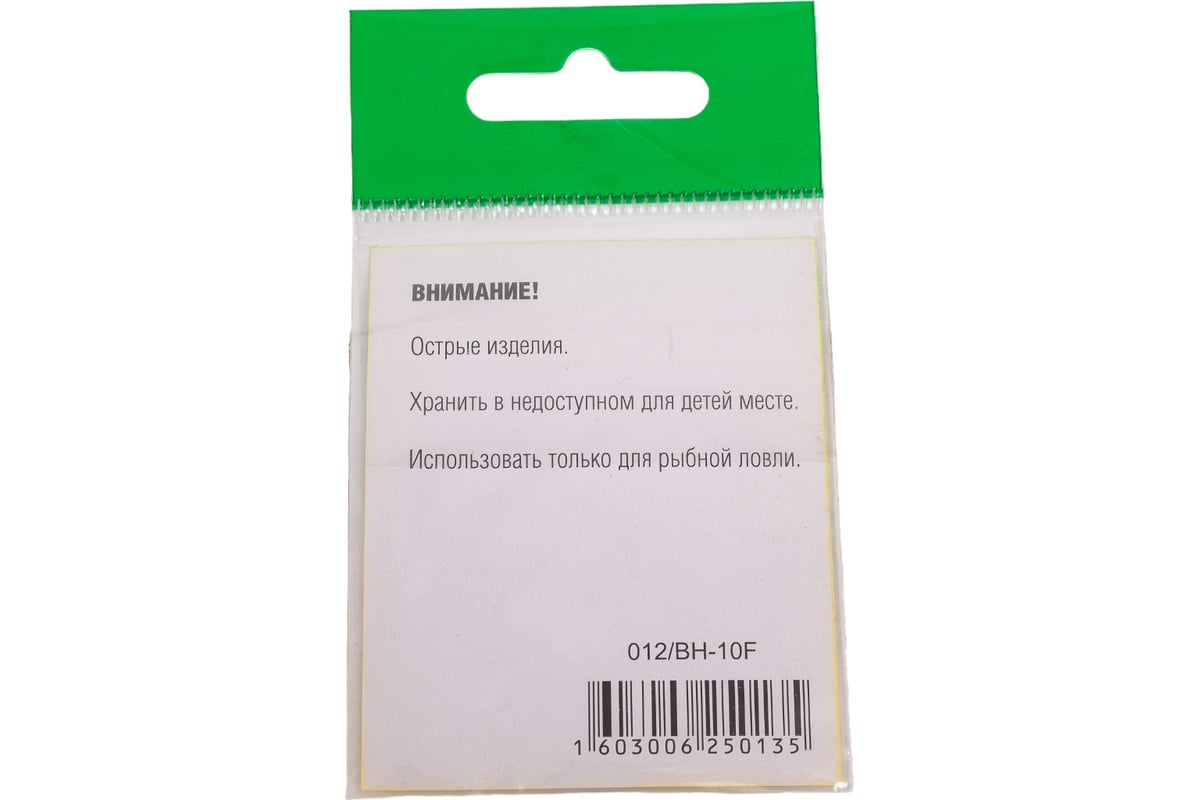 ВНИМАНИЕ!
Острые изделия.
Хранить в недоступном для детей месте.
Использовать только для рыбной ловли.
012/BH-10F
1 603006 250135